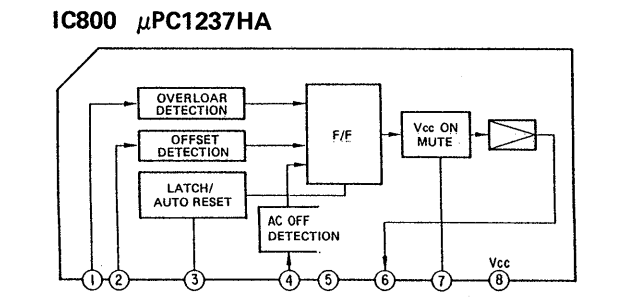 IC800 μPC1237HA
OVERLOAR
DETECTION
OFFSET
DETECTION
LATCH/
AUTO RESET
F/F
Vcc ON
MUTE
AC OFF
DETECTION
Vcc
1 2 3 4 5 6 7 8